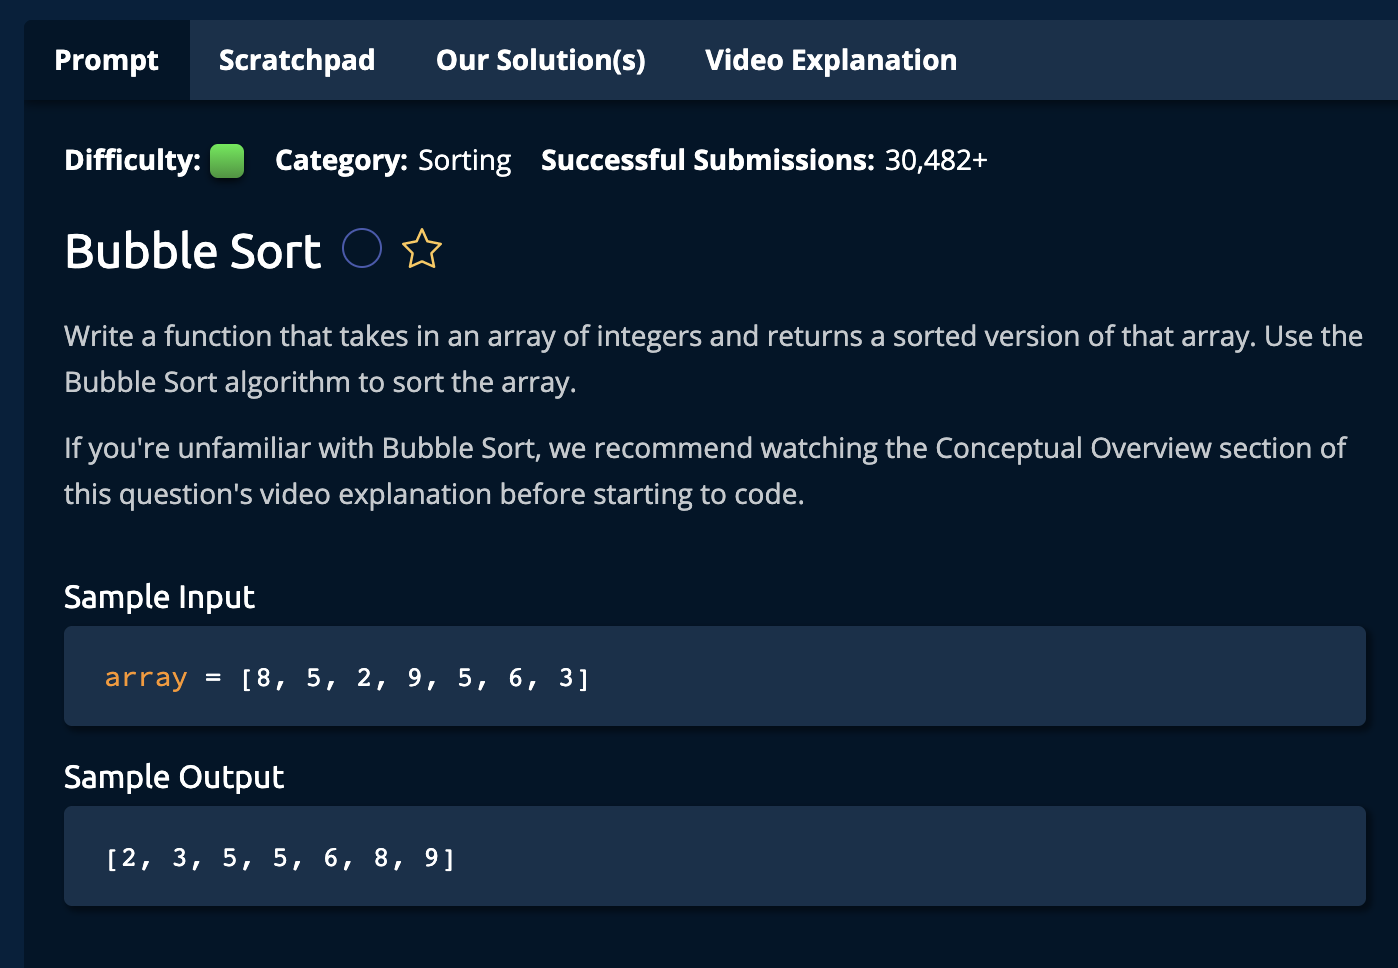 Prompt Scratchpad Our Solution(s) Video Explanation
Difficulty: Category: Sorting Successful Submissions: 30,482+
Bubble Sort
Write a function that takes in an array of integers and returns a sorted version of that array. Use the
Bubble Sort algorithm to sort the array.
If you're unfamiliar with Bubble Sort, we recommend watching the Conceptual Overview section of
this question's video explanation before starting to code.
Sample Input
array = [8, 5, 2, 9, 5, 6, 3]
Sample Output
[2, 3, 5, 5, 6, 8, 9]